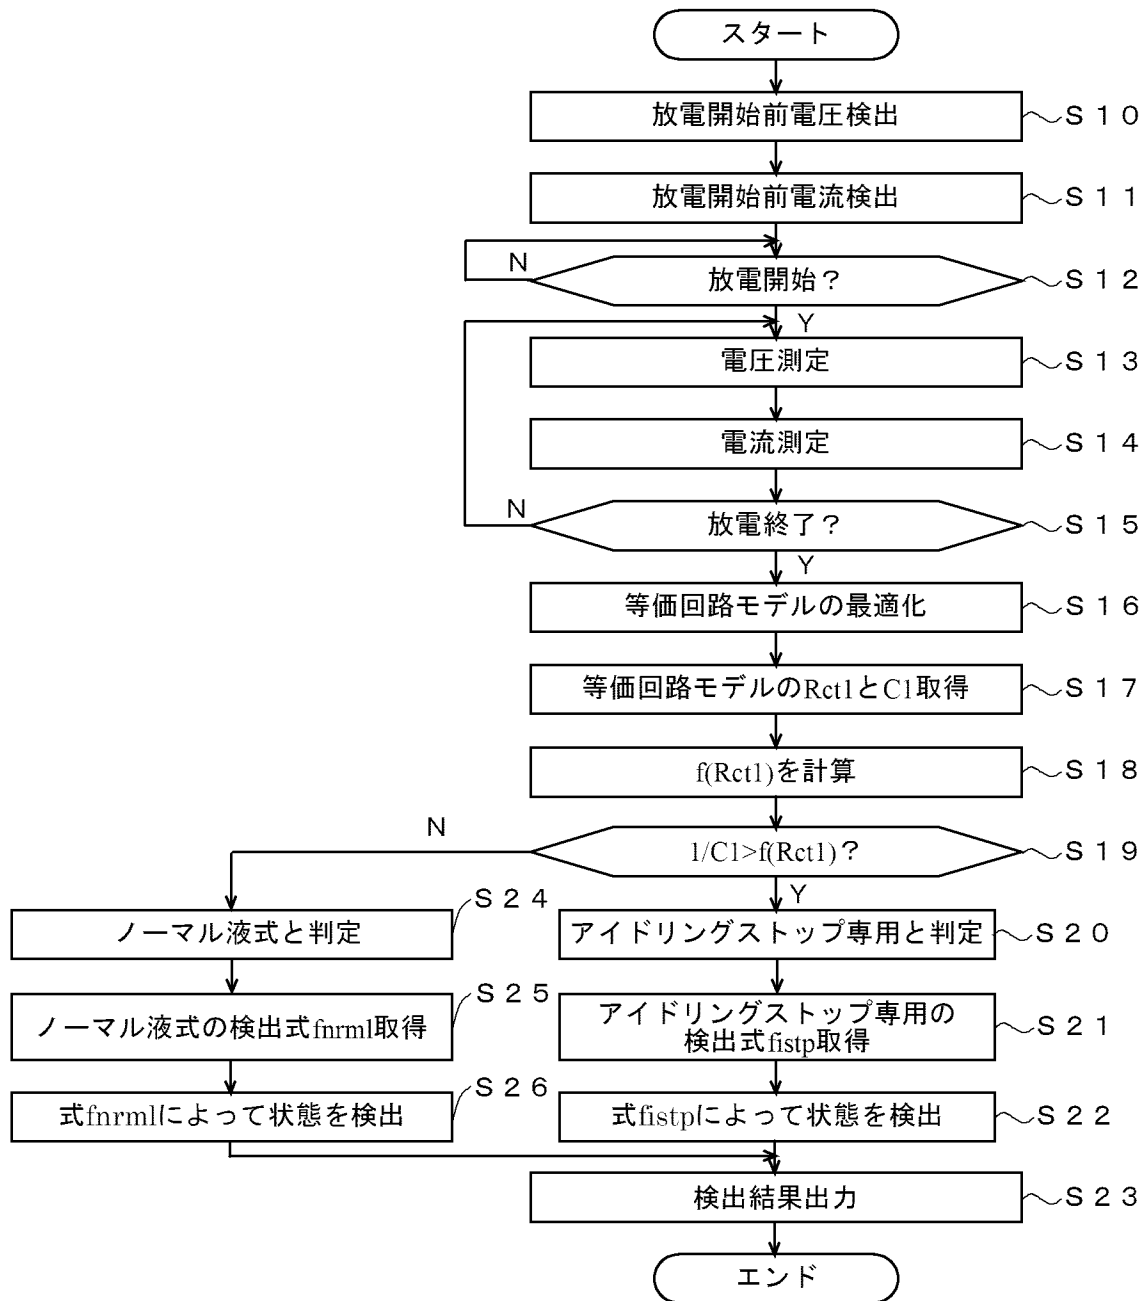 スタート
放電開始前電圧検出
S10
放電開始前電流検出
S11
N
放電開始？
S12
Y
電圧測定
S13
電流測定
S14
N
放電終了？
S15
Y
等価回路モデルの最適化
S16
等価回路モデルのRct1とC1取得
S17
f(Rct1)を計算
S18
N
1/C1>f(Rct1)？
S19
Y
ノーマル液式と判定
S24
アイドリングストップ専用と判定
S20
ノーマル液式の検出式fnrml取得
S25
アイドリングストップ専用の
検出式fistp取得
S21
式fnrmlによって状態を検出
S26
式fistpによって状態を検出
S22
検出結果出力
S23
エンド